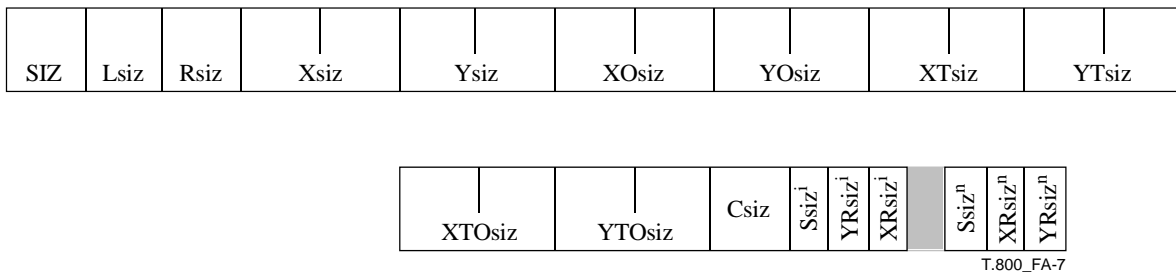 SIZ Lsiz Rsiz Xsiz Ysiz XOsiz YOsiz XTsiz YTsiz
XTOsiz YTOsiz Csiz Ssizⁱ YRsizⁱ XRsizⁱ Ssizⁿ XRsizⁿ YRsizⁿ
T.800_FA-7